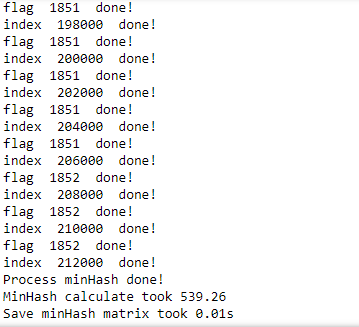 flag  1851  done!
index  198000  done!
flag  1851  done!
index  200000  done!
flag  1851  done!
index  202000  done!
flag  1851  done!
index  204000  done!
flag  1851  done!
index  206000  done!
flag  1852  done!
index  208000  done!
flag  1852  done!
index  210000  done!
flag  1852  done!
index  212000  done!
Process minHash done!
MinHash calculate took 539.26
Save minHash matrix took 0.01s